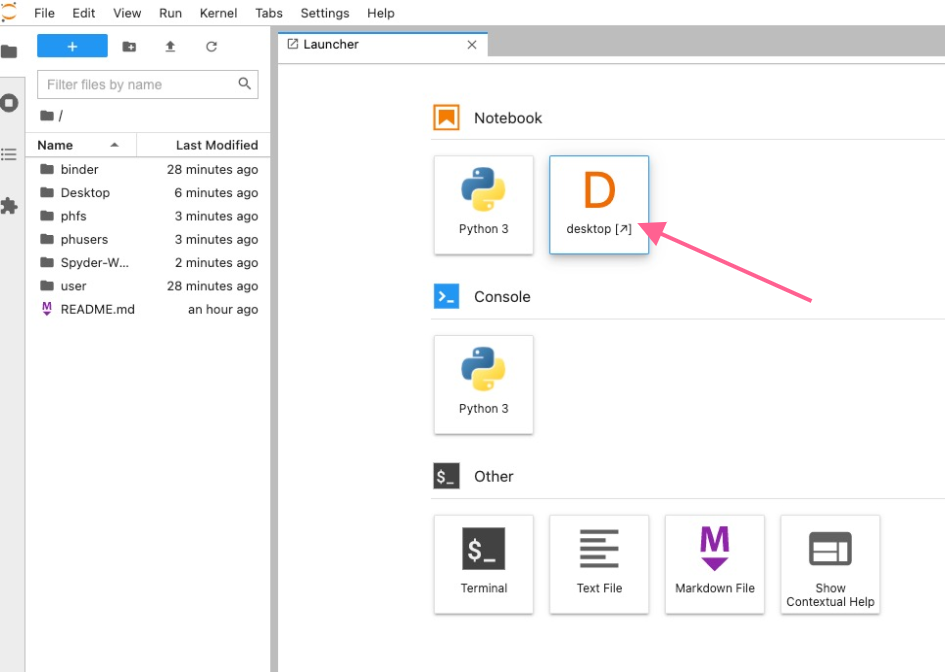 File Edit View Run Kernel Tabs Settings Help
+
Launcher
Filter files by name
/
Name Last Modified
binder 28 minutes ago
Desktop 6 minutes ago
phfs 3 minutes ago
phusers 3 minutes ago
Spyder-W... 2 minutes ago
user 28 minutes ago
M README.md an hour ago
Notebook
Python 3
D
desktop [↗]
>_ Console
Python 3
$_ Other
$_
Terminal
Text File
M
Markdown File
Show
Contextual Help